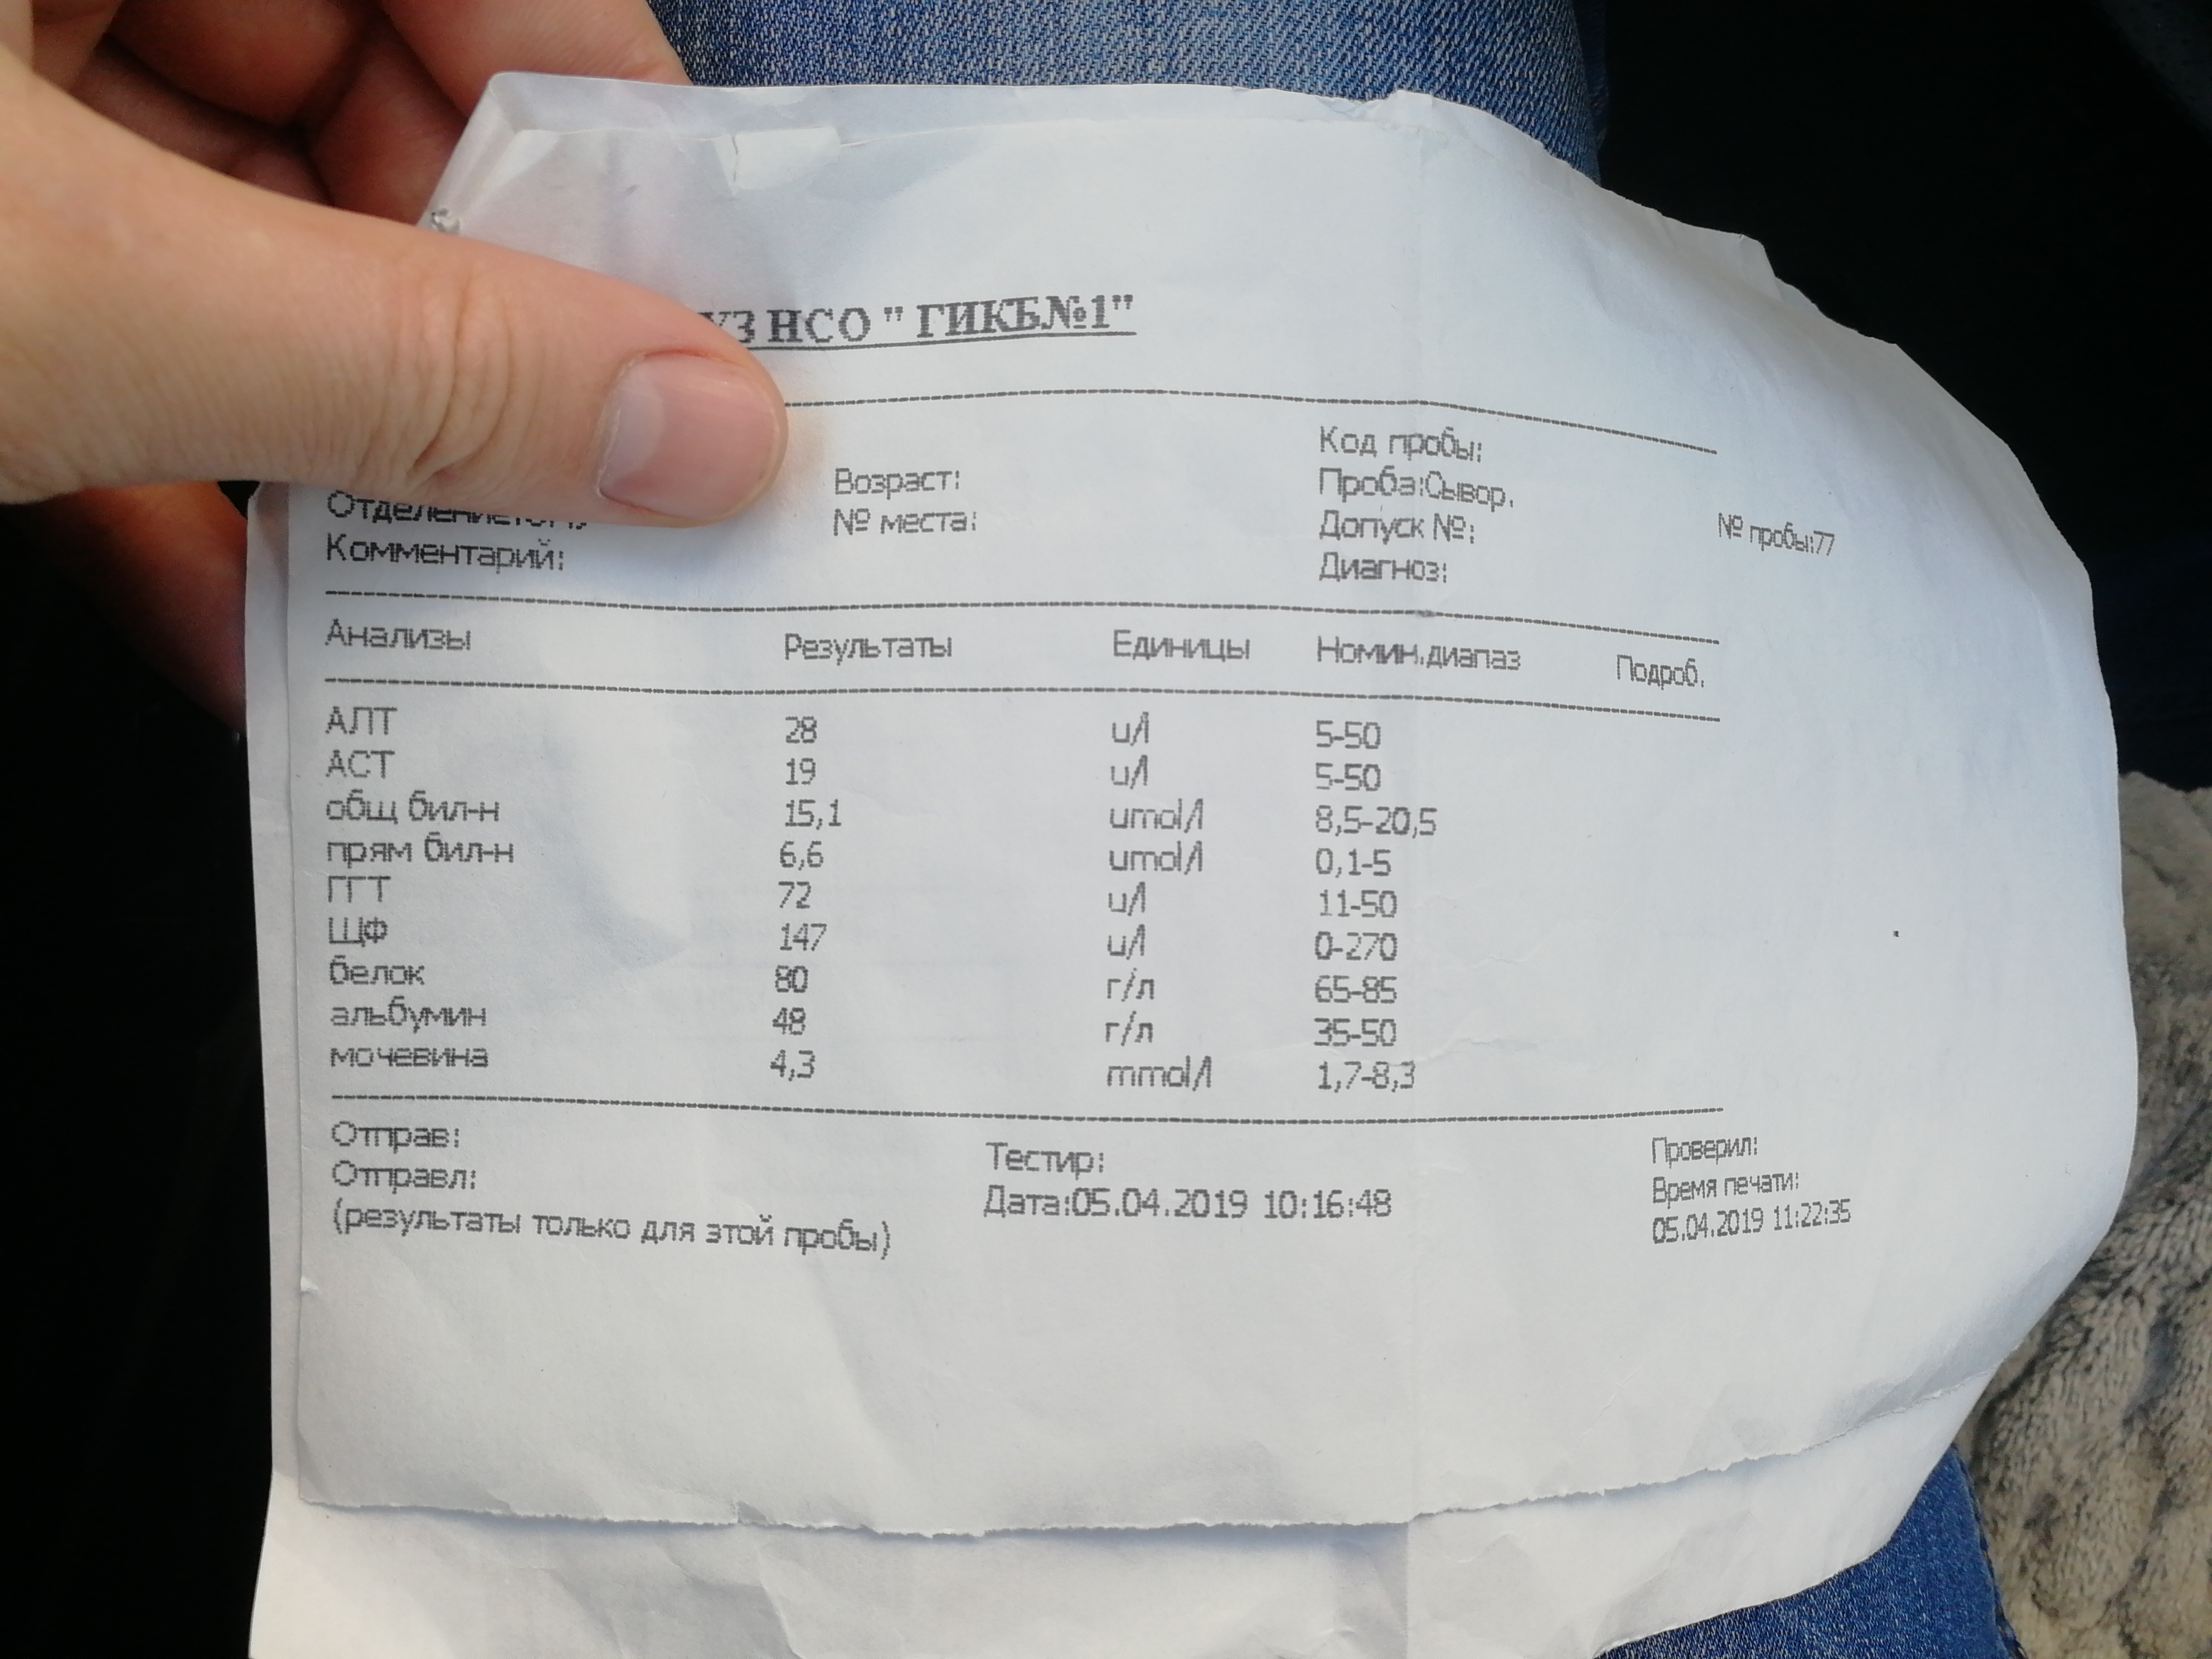 УЗ НСО " ГИКБ№1"
Код пробы:
Возраст: Проба:Сывор.
Отделение № места: Допуск №: № пробы:77
Комментарий: Диагноз:
Анализы Результаты Единицы Номин.диапаз Подроб.
АЛТ 28 u/l 5-50
АСТ 19 u/l 5-50
общ бил-н 15,1 umol/l 8,5-20,5
прям бил-н 6,6 umol/l 0,1-5
ГГТ 72 u/l 11-50
ЩФ 147 u/l 0-270
белок 80 г/л 65-85
альбумин 48 г/л 35-50
мочевина 4,3 mmol/l 1,7-8,3
Отправ: Тестир: Проверил:
Отправл: Дата:05.04.2019 10:16:48 Время печати:
(результаты только для этой пробы) 05.04.2019 11:22:35